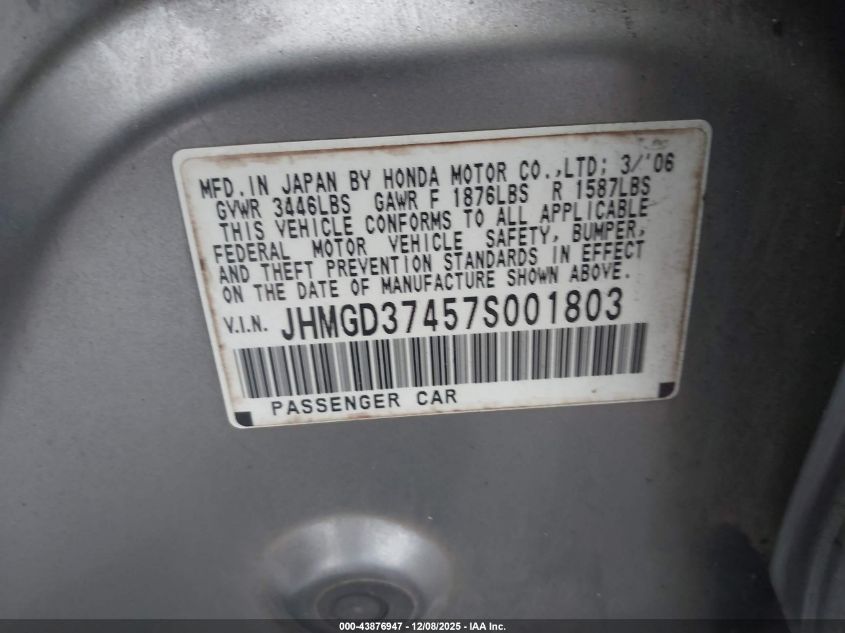 MFD. IN JAPAN BY HONDA MOTOR CO., LTD; 3/'06
GVWR 3446LBS GAWR F 1876LBS R 1587LBS
THIS VEHICLE CONFORMS TO ALL APPLICABLE
FEDERAL MOTOR VEHICLE SAFETY, BUMPER,
AND THEFT PREVENTION STANDARDS IN EFFECT
ON THE DATE OF MANUFACTURE SHOWN ABOVE.
V.I.N. JHMGD37457S001803
PASSENGER CAR
000-43876947 - 12/08/2025 - IAA Inc.